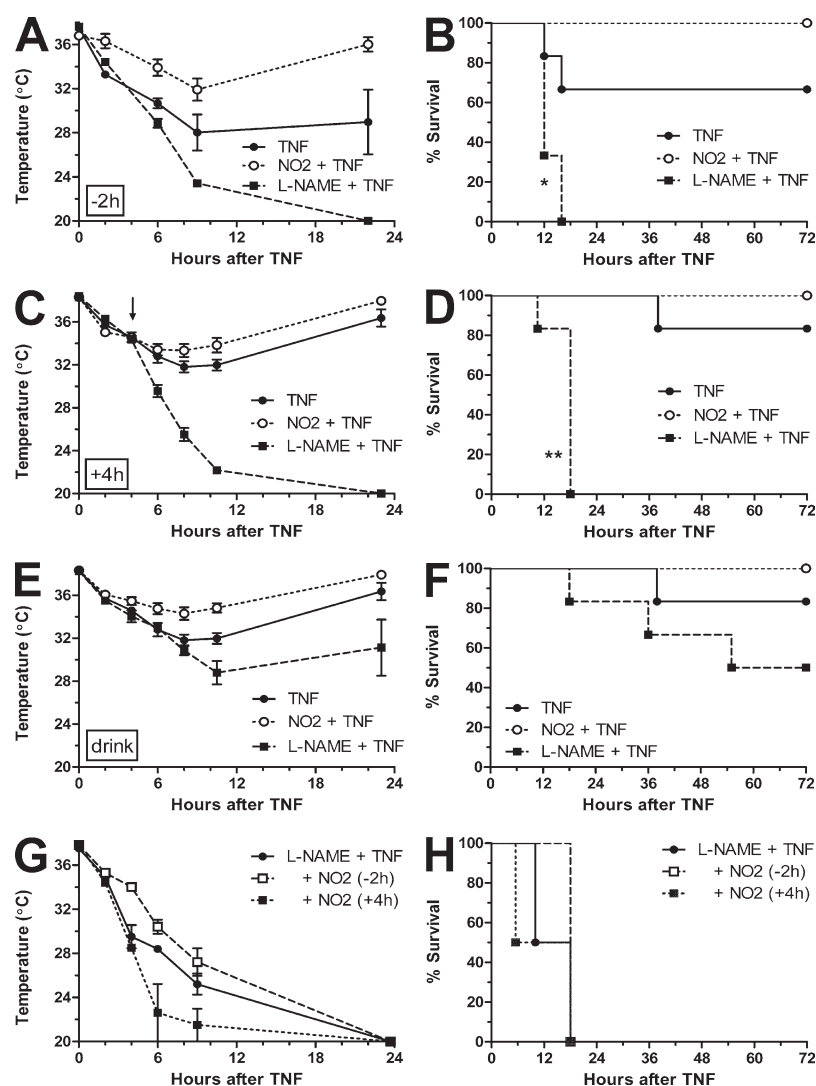 A
Temperature (°C)
36
32
28
24
20
TNF
NO2 + TNF
L-NAME + TNF
-2h
0 6 12 18 24
Hours after TNF
B
% Survival
100
80
60
40
20
0
TNF
NO2 + TNF
L-NAME + TNF
*
0 12 24 36 48 60 72
Hours after TNF
C
Temperature (°C)
36
32
28
24
20
TNF
NO2 + TNF
L-NAME + TNF
+4h
0 6 12 18 24
Hours after TNF
D
% Survival
100
80
60
40
20
0
TNF
NO2 + TNF
L-NAME + TNF
**
0 12 24 36 48 60 72
Hours after TNF
E
Temperature (°C)
36
32
28
24
20
TNF
NO2 + TNF
L-NAME + TNF
drink
0 6 12 18 24
Hours after TNF
F
% Survival
100
80
60
40
20
0
TNF
NO2 + TNF
L-NAME + TNF
0 12 24 36 48 60 72
Hours after TNF
G
Temperature (°C)
36
32
28
24
20
L-NAME + TNF
+ NO2 (-2h)
+ NO2 (+4h)
0 6 12 18 24
Hours after TNF
H
% Survival
100
80
60
40
20
0
L-NAME + TNF
+ NO2 (-2h)
+ NO2 (+4h)
0 12 24 36 48 60 72
Hours after TNF